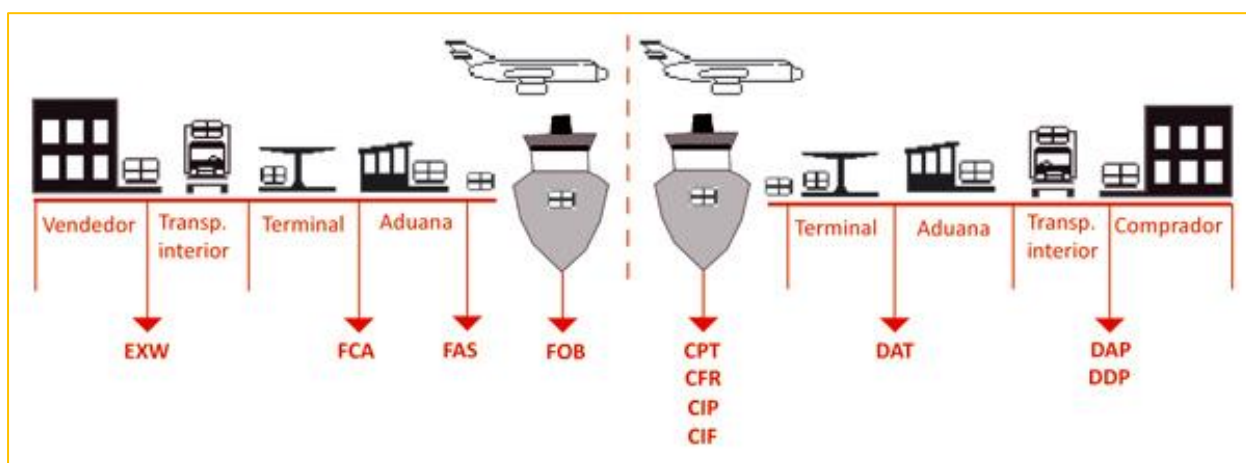 Vendedor
Transp.
interior
Terminal
Aduana
Terminal
Aduana
Transp.
interior
Comprador
EXW
FCA
FAS
FOB
CPT
CFR
CIP
CIF
DAT
DAP
DDP